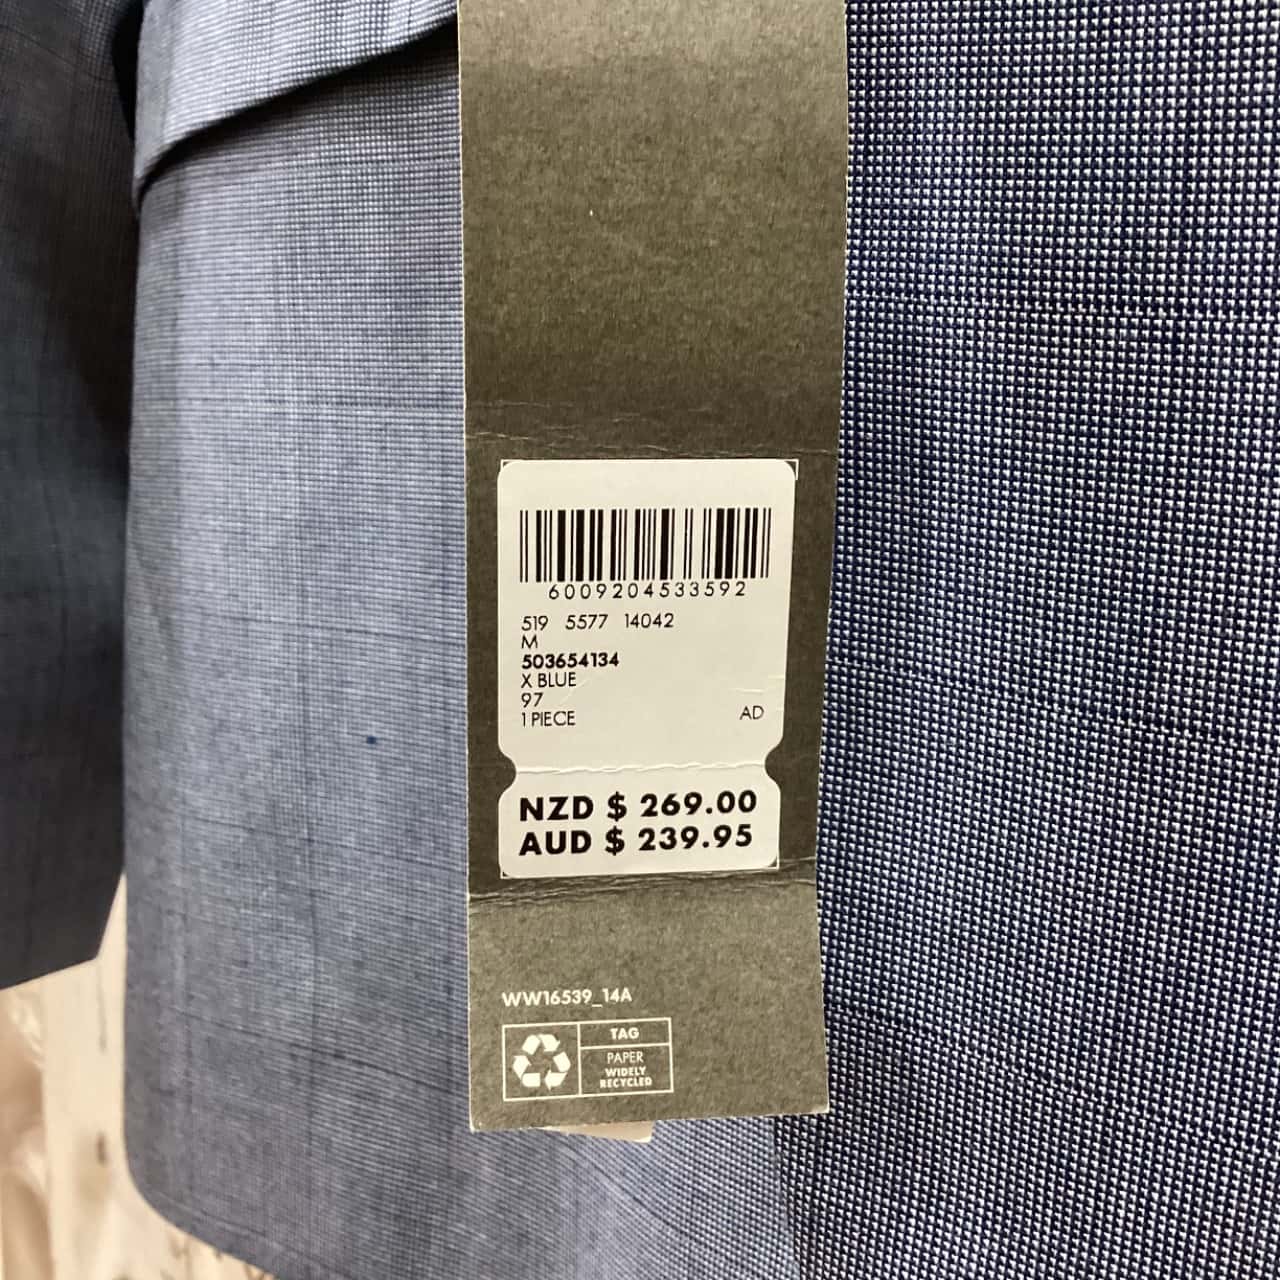 6009204533592
519 5577 14042
M
503654134
X BLUE
97
1 PIECE AD
NZD $ 269.00
AUD $ 239.95
WW16539_14A
TAG
PAPER
WIDELY
RECYCLED